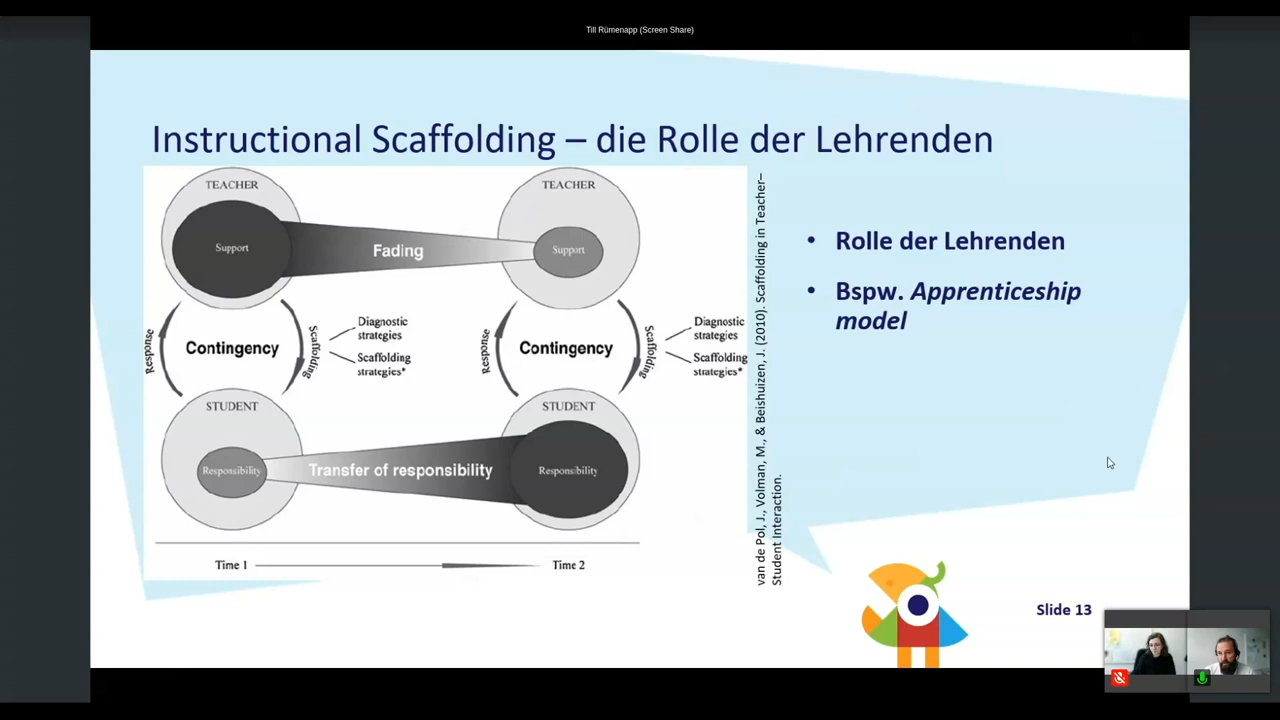 Till Rümenapp (Screen Share)
Instructional Scaffolding – die Rolle der Lehrenden
TEACHER
TEACHER
Support
Fading
Support
Response
Contingency
Scaffolding
Diagnostic
strategies
Scaffolding
strategies*
Response
Contingency
Scaffolding
Diagnostic
strategies
Scaffolding
strategies*
STUDENT
STUDENT
Responsibility
Transfer of responsibility
Responsibility
Time 1
Time 2
van de Pol, J., Volman, M., & Beishuizen, J. (2010). Scaffolding in Teacher–
Student Interaction.
• Rolle der Lehrenden
• Bspw. Apprenticeship
model
Slide 13